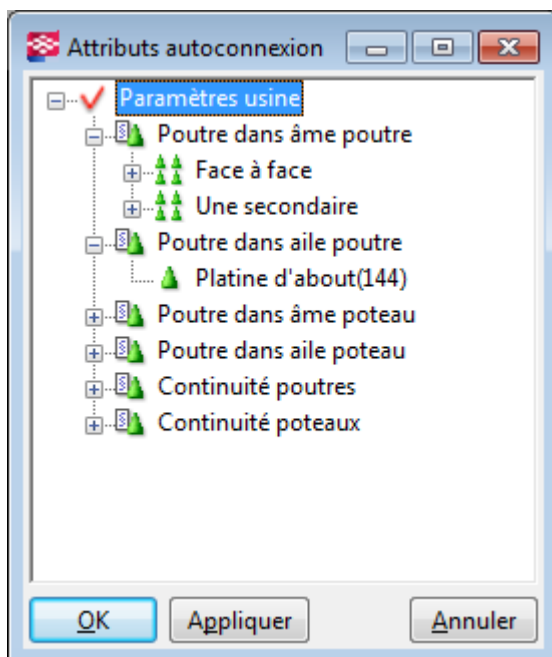 Attributs autoconnexion
Paramètres usine
Poutre dans âme poutre
Face à face
Une secondaire
Poutre dans aile poutre
Platine d'about(144)
Poutre dans âme poteau
Poutre dans aile poteau
Continuité poutres
Continuité poteaux
OK Appliquer Annuler